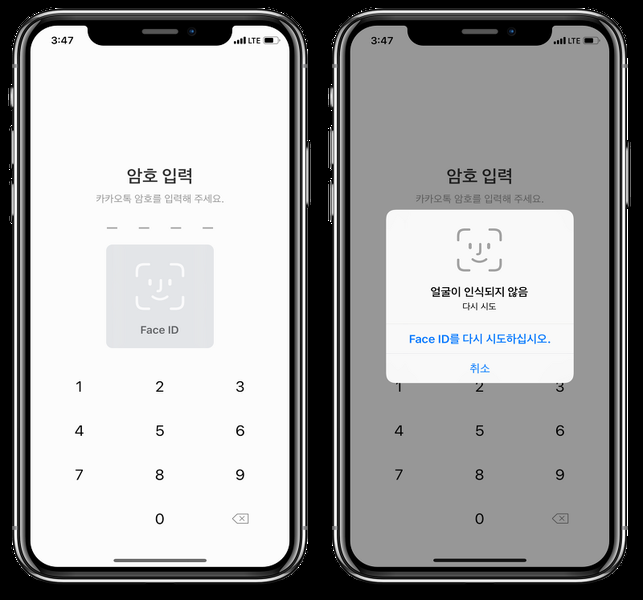 3:47
LTE
암호 입력
카카오톡 암호를 입력해 주세요.
Face ID
1 2 3
4 5 6
7 8 9
0
3:47
LTE
암호 입력
카카오톡 암호를 입력해 주세요.
얼굴이 인식되지 않음
다시 시도
Face ID를 다시 시도하십시오.
취소
1 2 3
4 5 6
7 8 9
0